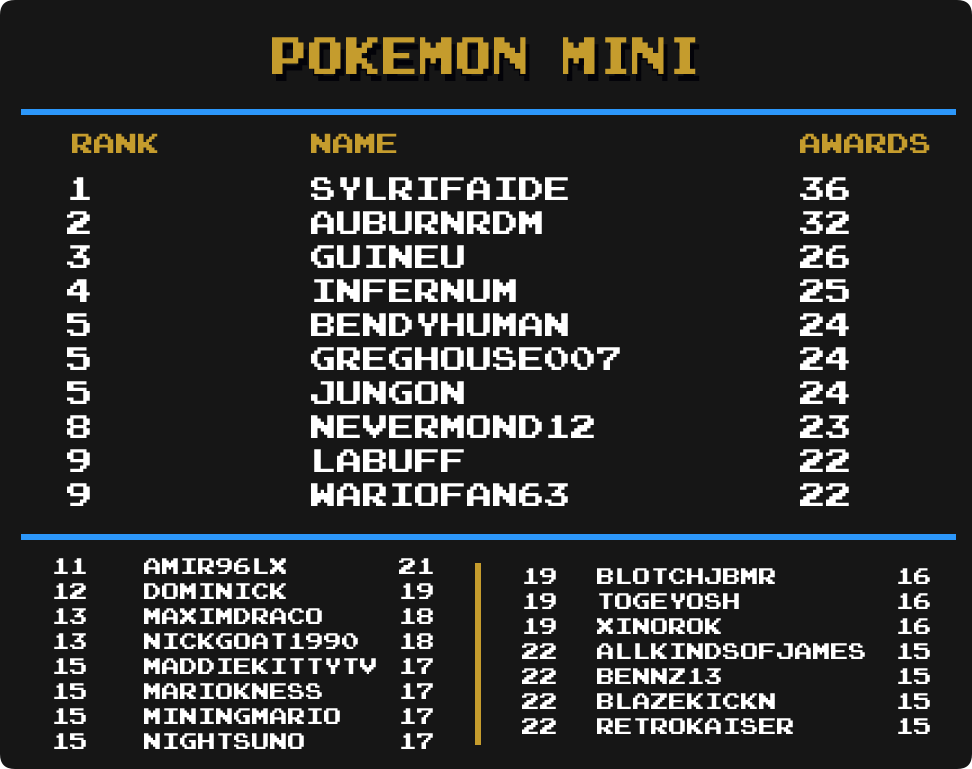 POKEMON MINI
RANK NAME AWARDS
1 SYLRIFAIDE 36
2 AUBURNRDM 32
3 GUINEU 26
4 INFERNUM 25
5 BENDYHUMAN 24
5 GREGHOUSE007 24
5 JUNGON 24
8 NEVERMOND12 23
9 LABUFF 22
9 WARIOFAN63 22
11 AMIR96LX 21
12 DOMINICK 19
13 MAXIMDRACO 18
13 NICKGOAT1990 18
15 MADDIEKITTYTV 17
15 MARIOKNESS 17
15 MININGMARIO 17
15 NIGHTSUNO 17
19 BLOTCHJBMR 16
19 TOGEYOSH 16
19 XINOROK 16
22 ALLKINDSOFJAMES 15
22 BENNZ13 15
22 BLAZEKICKN 15
22 RETROKAISER 15